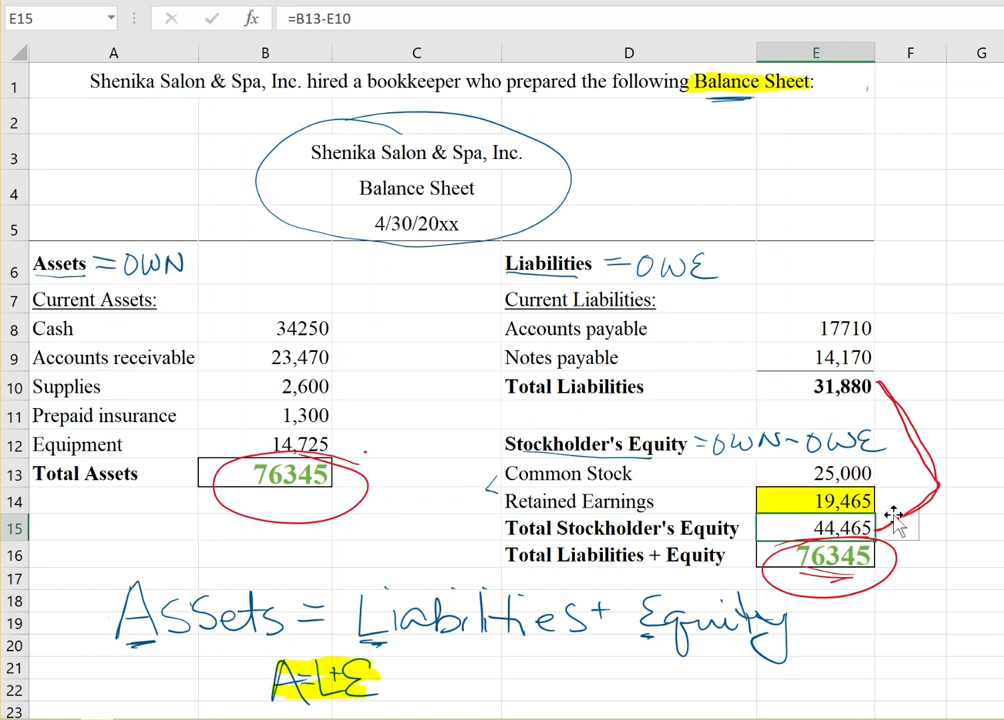 E15 fx =B13-E10
A B C D E F G
1 Shenika Salon & Spa, Inc. hired a bookkeeper who prepared the following Balance Sheet:
2
3 Shenika Salon & Spa, Inc.
4 Balance Sheet
5 4/30/20xx
6 Assets = OWN Liabilities = OWE
7 Current Assets: Current Liabilities:
8 Cash 34250 Accounts payable 17710
9 Accounts receivable 23,470 Notes payable 14,170
10 Supplies 2,600 Total Liabilities 31,880
11 Prepaid insurance 1,300
12 Equipment 14,725 Stockholder's Equity = OWN - OWE
13 Total Assets 76345 Common Stock 25,000
14 Retained Earnings 19,465
15 Total Stockholder's Equity 44,465
16 Total Liabilities + Equity 76345
17
18
19 Assets = Liabilities + Equity
20
21 A=L+E
22
23